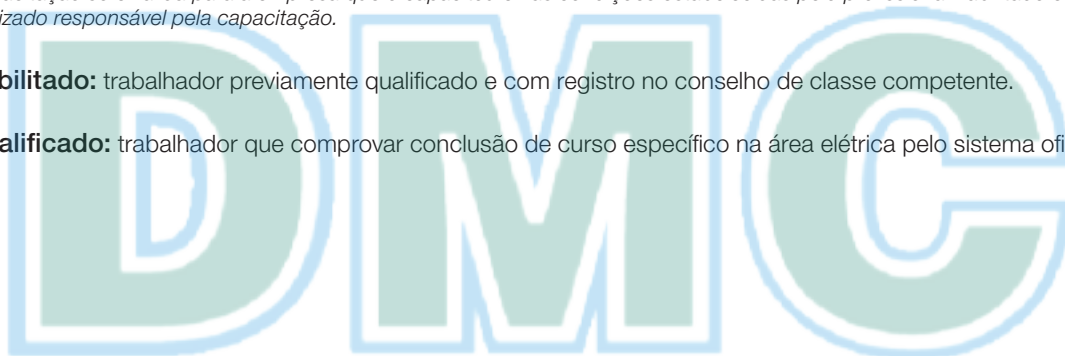 izado responsável pela capacitação.
bilitado: trabalhador previamente qualificado e com registro no conselho de classe competente.
alificado: trabalhador que comprovar conclusão de curso específico na área elétrica pelo sistema ofi
DMC